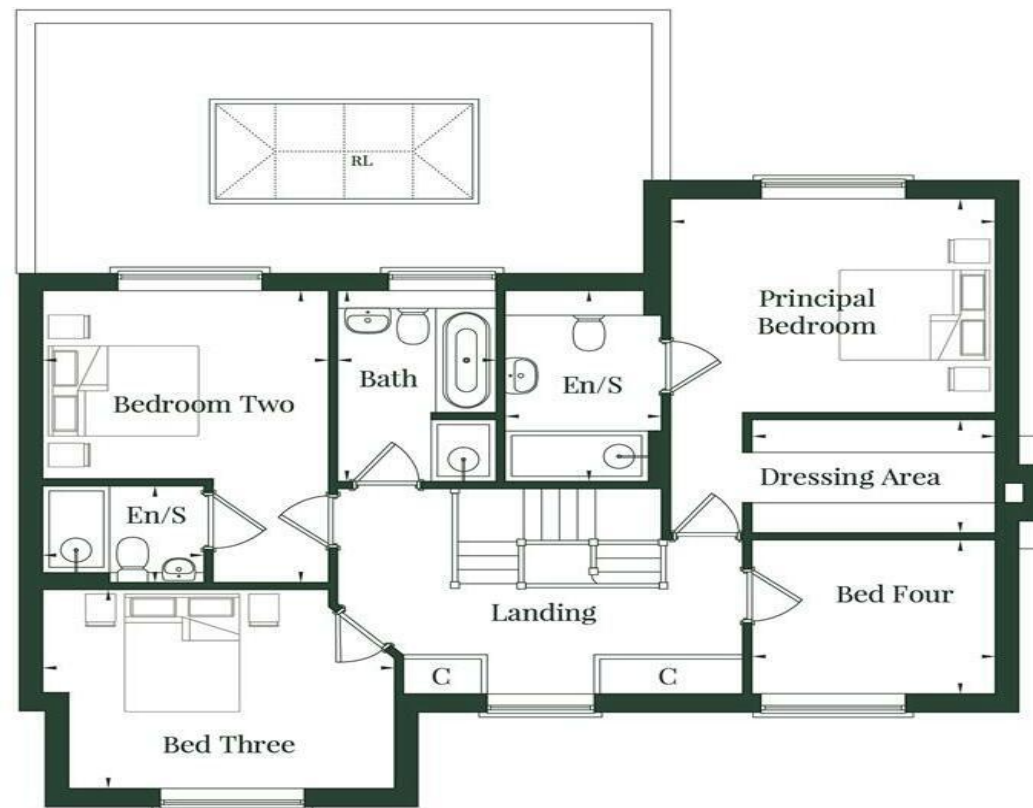 RL
Principal
Bedroom
Bath
En/S
Bedroom Two
Dressing Area
En/S
Bed Four
Landing
C
C
Bed Three